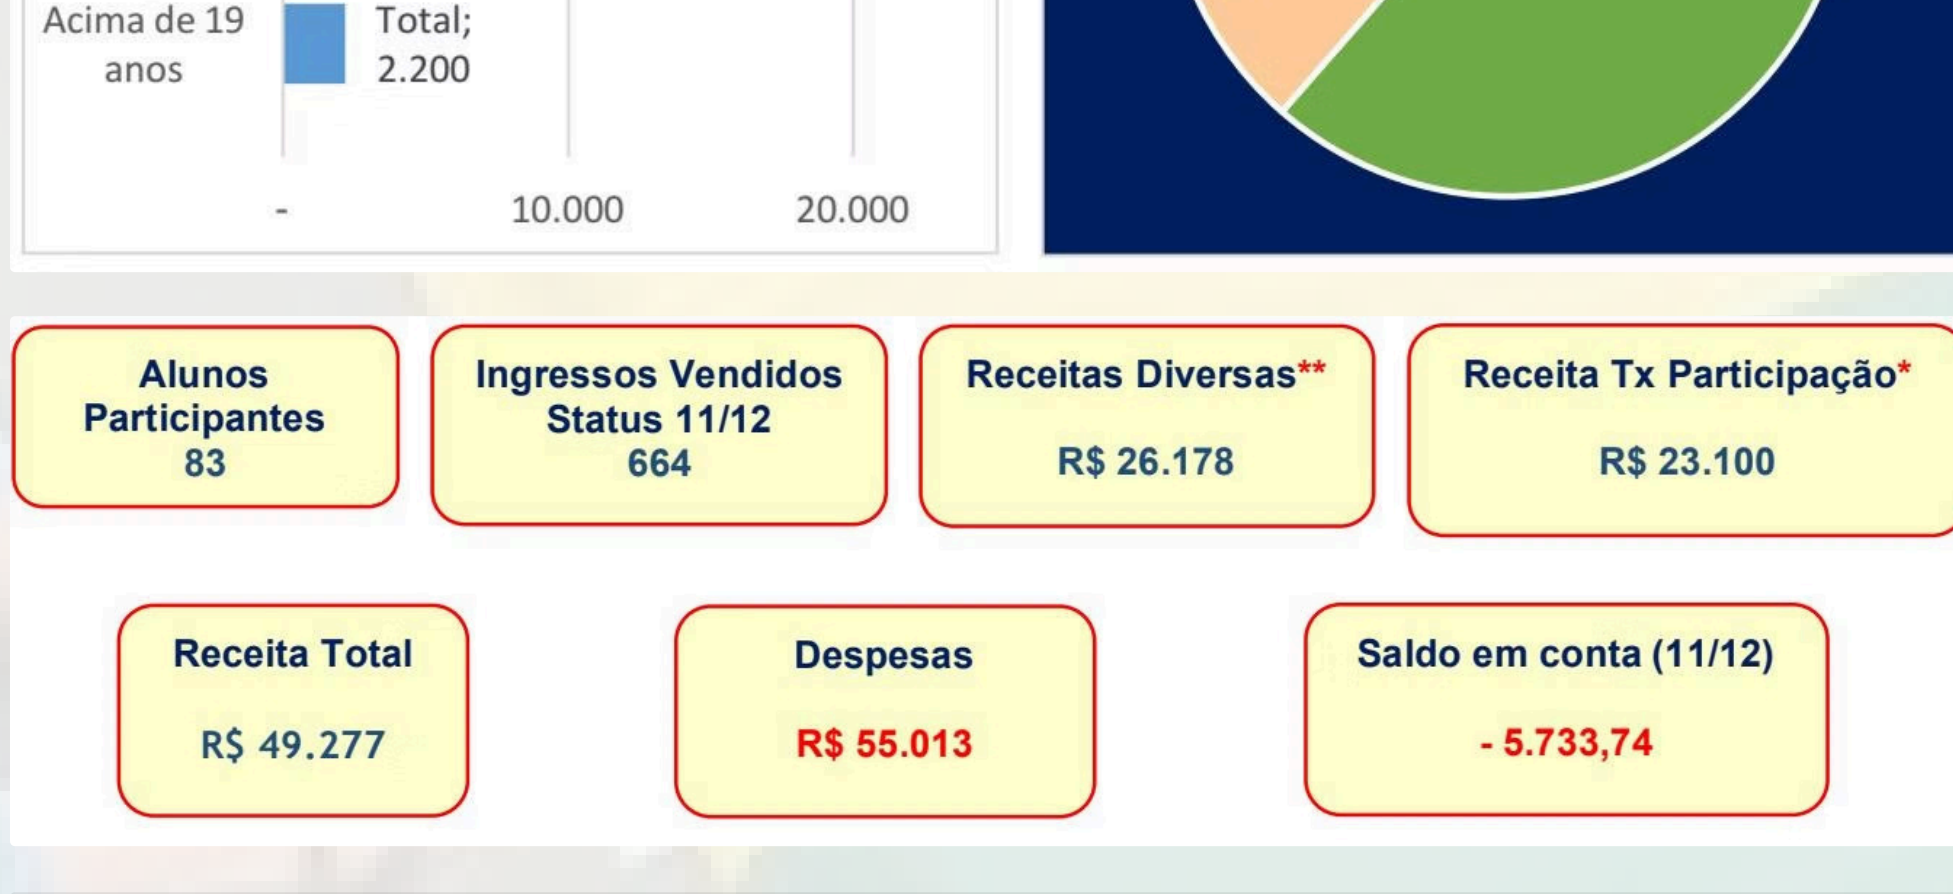 Acima de 19
anos
Total;
2.200
-
10.000
20.000
Alunos
Participantes
83
Ingressos Vendidos
Status 11/12
664
Receitas Diversas**
R$ 26.178
Receita Tx Participação*
R$ 23.100
Receita Total
R$ 49.277
Despesas
R$ 55.013
Saldo em conta (11/12)
- 5.733,74